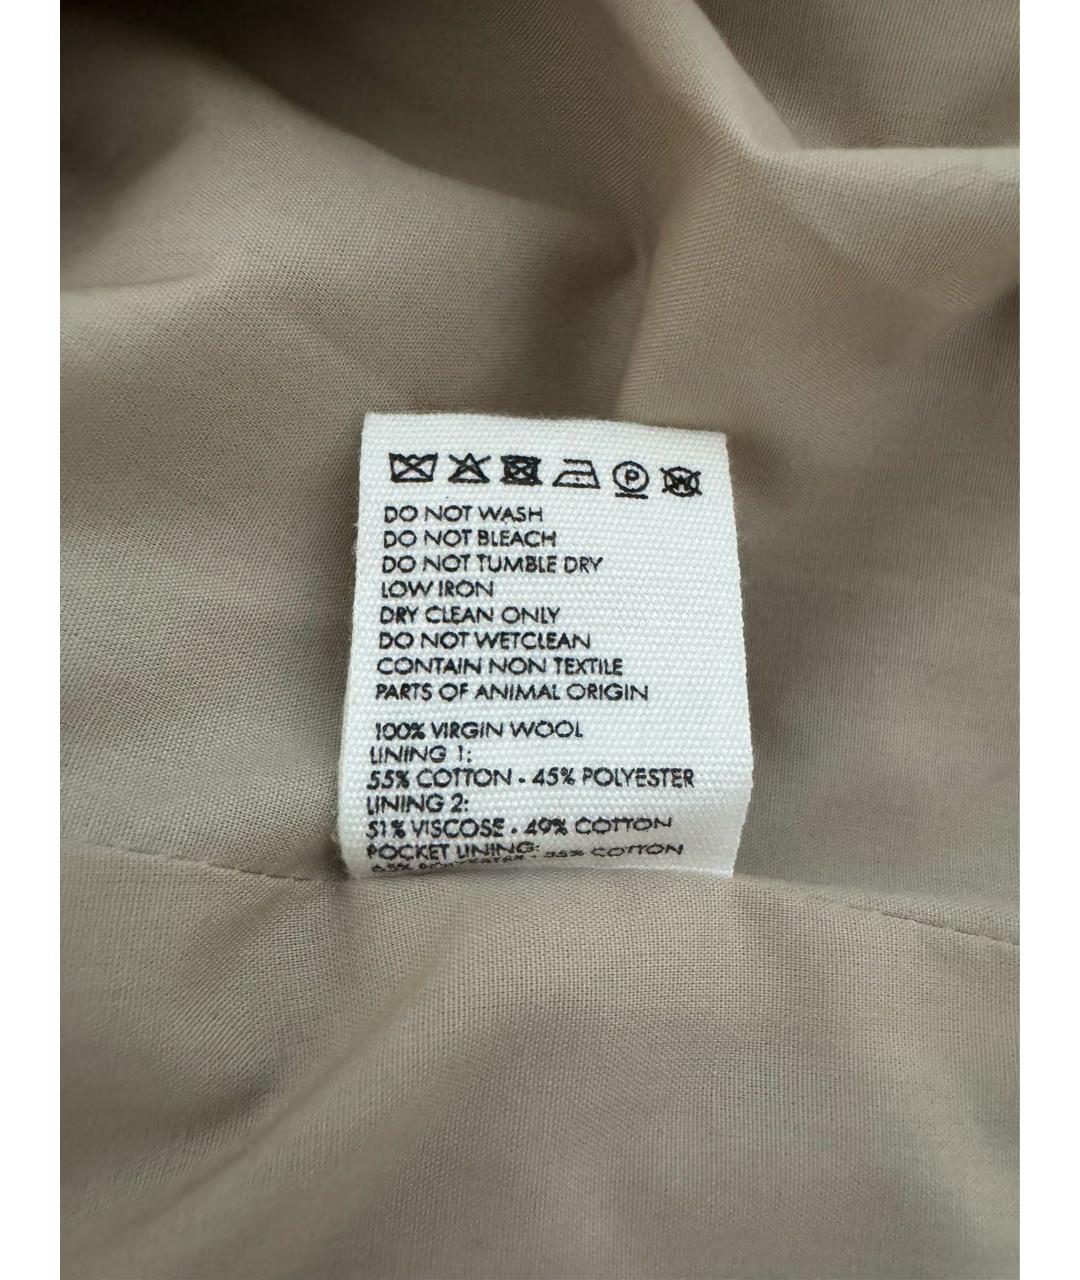 P W
DO NOT WASH
DO NOT BLEACH
DO NOT TUMBLE DRY
LOW IRON
DRY CLEAN ONLY
DO NOT WETCLEAN
CONTAIN NON TEXTILE
PARTS OF ANIMAL ORIGIN
100% VIRGIN WOOL
LINING 1:
55% COTTON - 45% POLYESTER
LINING 2:
51% VISCOSE - 49% COTTON
POCKET LINING:
65% POLYESTER - 35% COTTON